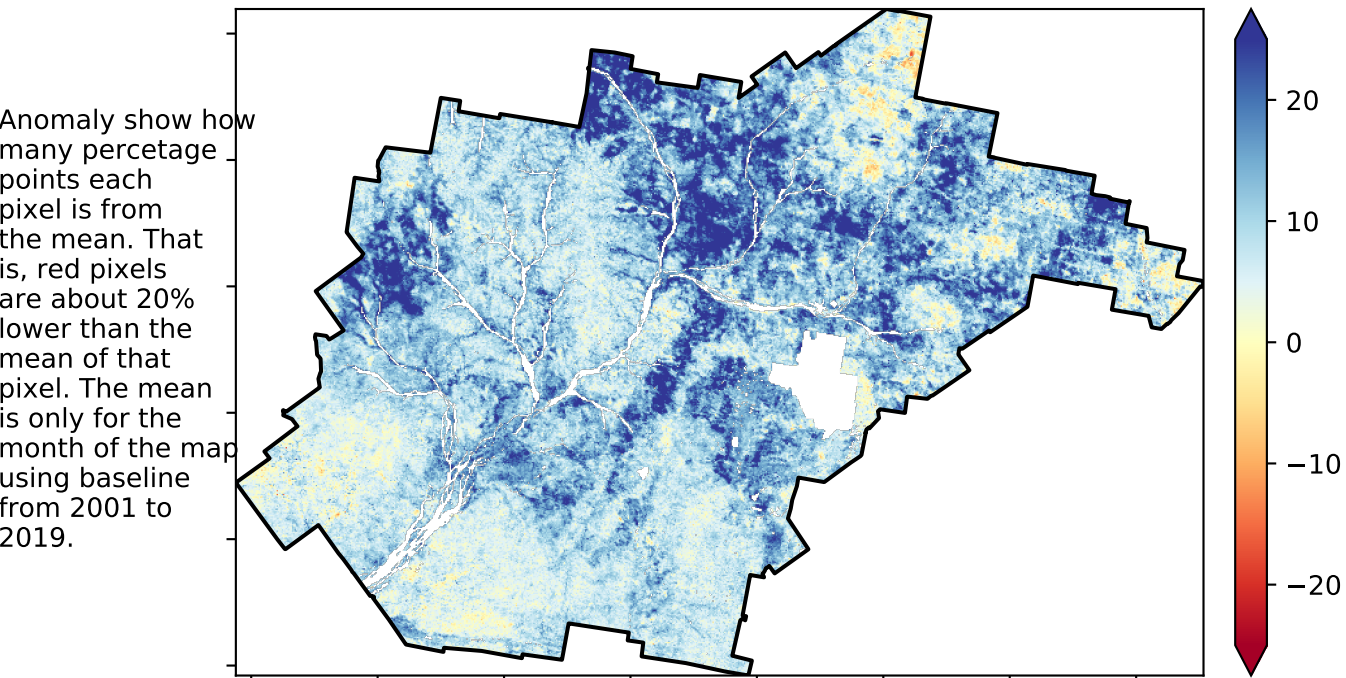 Anomaly show how
many percetage
points each
pixel is from
the mean. That
is, red pixels
are about 20%
lower than the
mean of that
pixel. The mean
is only for the
month of the map
using baseline
from 2001 to
2019.
20
10
0
−10
−20